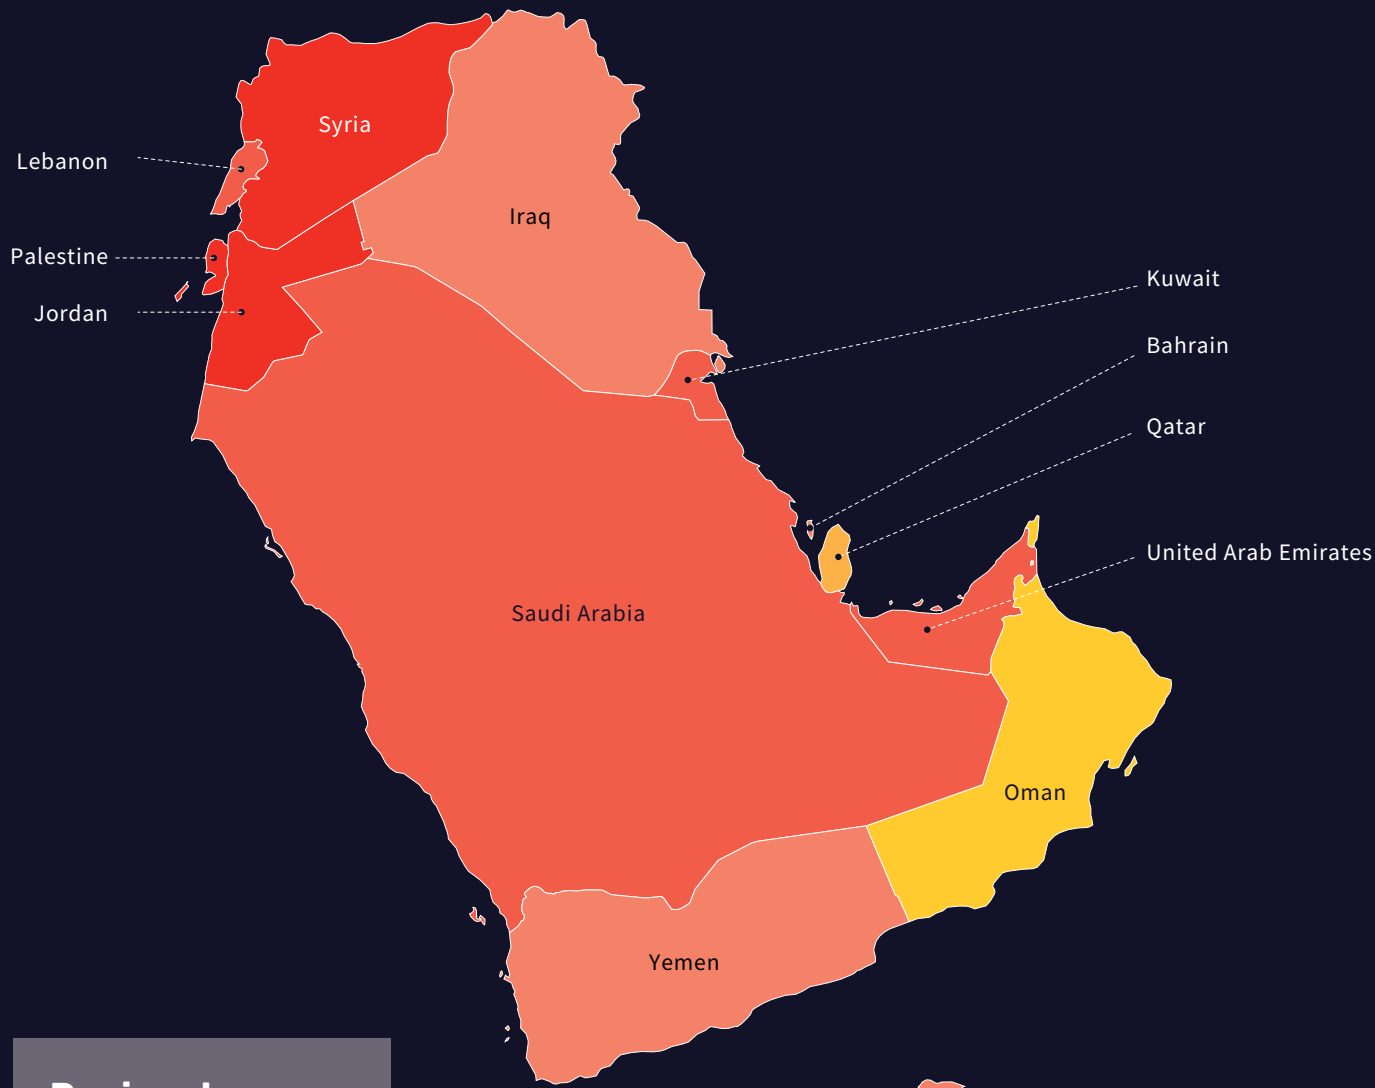 Syria
Lebanon
Iraq
Palestine
Kuwait
Jordan
Bahrain
Qatar
United Arab Emirates
Saudi Arabia
Oman
Yemen